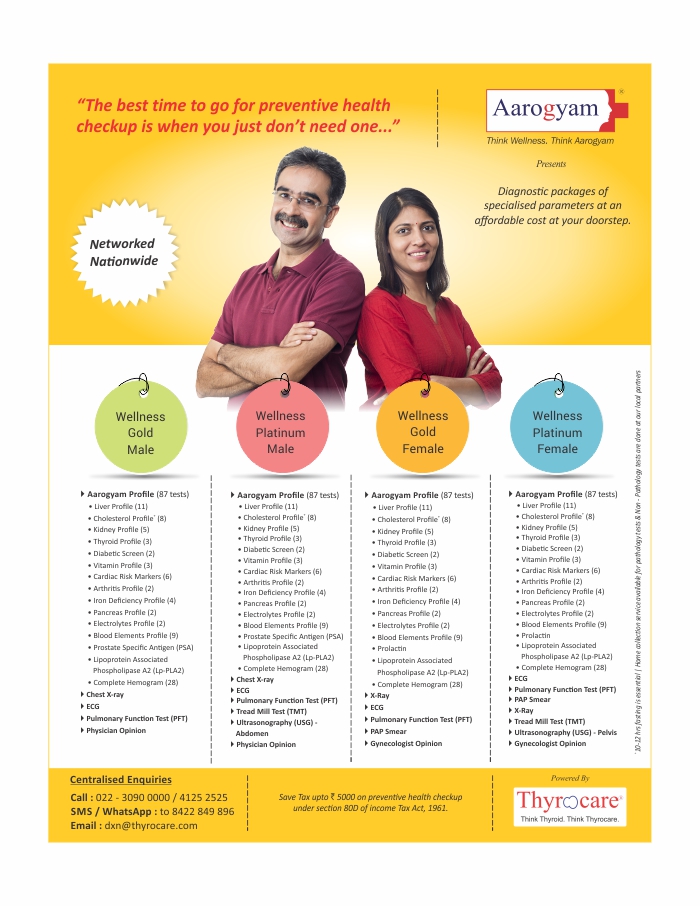 “The best time to go for preventive health
checkup is when you just don’t need one...”
Aarogyam®
Think Wellness. Think Aarogyam
Presents
Diagnostic packages of
specialised parameters at an
affordable cost at your doorstep.
Networked
Nationwide
Wellness
Gold
Male
Aarogyam Profile (87 tests)
• Liver Profile (11)
• Cholesterol Profile* (8)
• Kidney Profile (5)
• Thyroid Profile (3)
• Diabetic Screen (2)
• Vitamin Profile (3)
• Cardiac Risk Markers (6)
• Arthritis Profile (2)
• Iron Deficiency Profile (4)
• Pancreas Profile (2)
• Electrolytes Profile (2)
• Blood Elements Profile (9)
• Prostate Specific Antigen (PSA)
• Lipoprotein Associated
Phospholipase A2 (Lp-PLA2)
• Complete Hemogram (28)
Chest X-ray
ECG
Pulmonary Function Test (PFT)
Physician Opinion
Wellness
Platinum
Male
Aarogyam Profile (87 tests)
• Liver Profile (11)
• Cholesterol Profile* (8)
• Kidney Profile (5)
• Thyroid Profile (3)
• Diabetic Screen (2)
• Vitamin Profile (3)
• Cardiac Risk Markers (6)
• Arthritis Profile (2)
• Iron Deficiency Profile (4)
• Pancreas Profile (2)
• Electrolytes Profile (2)
• Blood Elements Profile (9)
• Prostate Specific Antigen (PSA)
• Lipoprotein Associated
Phospholipase A2 (Lp-PLA2)
• Complete Hemogram (28)
Chest X-ray
ECG
Pulmonary Function Test (PFT)
Tread Mill Test (TMT)
Ultrasonography (USG) -
Abdomen
Physician Opinion
Wellness
Gold
Female
Aarogyam Profile (87 tests)
• Liver Profile (11)
• Cholesterol Profile* (8)
• Kidney Profile (5)
• Thyroid Profile (3)
• Diabetic Screen (2)
• Vitamin Profile (3)
• Cardiac Risk Markers (6)
• Arthritis Profile (2)
• Iron Deficiency Profile (4)
• Pancreas Profile (2)
• Electrolytes Profile (2)
• Blood Elements Profile (9)
• Prolactin
• Lipoprotein Associated
Phospholipase A2 (Lp-PLA2)
• Complete Hemogram (28)
X-Ray
ECG
Pulmonary Function Test (PFT)
PAP Smear
Gynecologist Opinion
Wellness
Platinum
Female
Aarogyam Profile (87 tests)
• Liver Profile (11)
• Cholesterol Profile* (8)
• Kidney Profile (5)
• Thyroid Profile (3)
• Diabetic Screen (2)
• Vitamin Profile (3)
• Cardiac Risk Markers (6)
• Arthritis Profile (2)
• Iron Deficiency Profile (4)
• Pancreas Profile (2)
• Electrolytes Profile (2)
• Blood Elements Profile (9)
• Prolactin
• Lipoprotein Associated
Phospholipase A2 (Lp-PLA2)
• Complete Hemogram (28)
ECG
Pulmonary Function Test (PFT)
PAP Smear
X-Ray
Tread Mill Test (TMT)
Ultrasonography (USG) - Pelvis
Gynecologist Opinion
*10-12 hrs fasting is essential | Home collection service available for pathology tests & Non - Pathology tests are done at our local partners
Centralised Enquiries
Call : 022 - 3090 0000 / 4125 2525
SMS / WhatsApp : to 8422 849 896
Email : dxn@thyrocare.com
Save Tax upto ₹ 5000 on preventive health checkup
under section 80D of income Tax Act, 1961.
Powered By
Thyrocare®
Think Thyroid. Think Thyrocare.